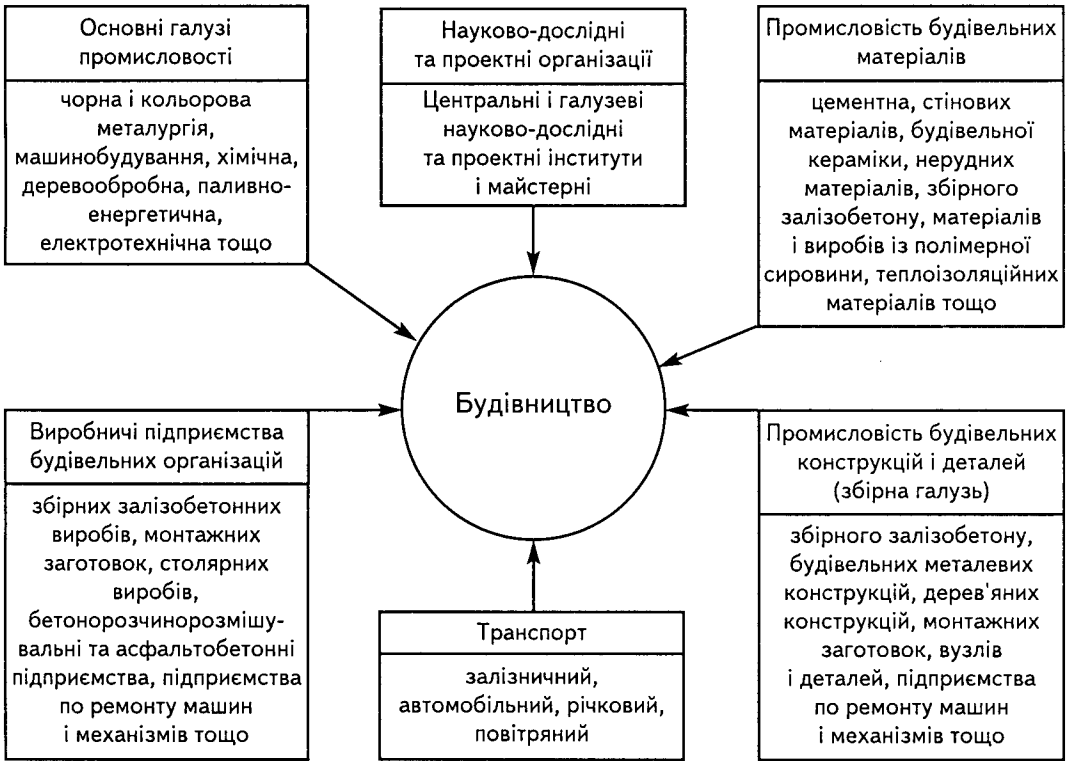 Основні галузі
промисловості
чорна і кольорова
металургія,
машинобудування, хімічна,
деревообробна, паливно-
енергетична,
електротехнічна тощо
Науково-дослідні
та проектні організації
Центральні і галузеві
науково-дослідні
та проектні інститути
і майстерні
Промисловість будівельних
матеріалів
цементна, стінових
матеріалів, будівельної
кераміки, нерудних
матеріалів, збірного
залізобетону, матеріалів
і виробів із полімерної
сировини, теплоізоляційних
матеріалів тощо
Будівництво
Виробничі підприємства
будівельних організацій
збірних залізобетонних
виробів, монтажних
заготовок, столярних
виробів,
бетонорозчинорозмішу-
вальні та асфальтобетонні
підприємства, підприємства
по ремонту машин
і механізмів тощо
Транспорт
залізничний,
автомобільний, річковий,
повітряний
Промисловість будівельних
конструкцій і деталей
(збірна галузь)
збірного залізобетону,
будівельних металевих
конструкцій, дерев'яних
конструкцій, монтажних
заготовок, вузлів
і деталей, підприємства
по ремонту машин
і механізмів тощо